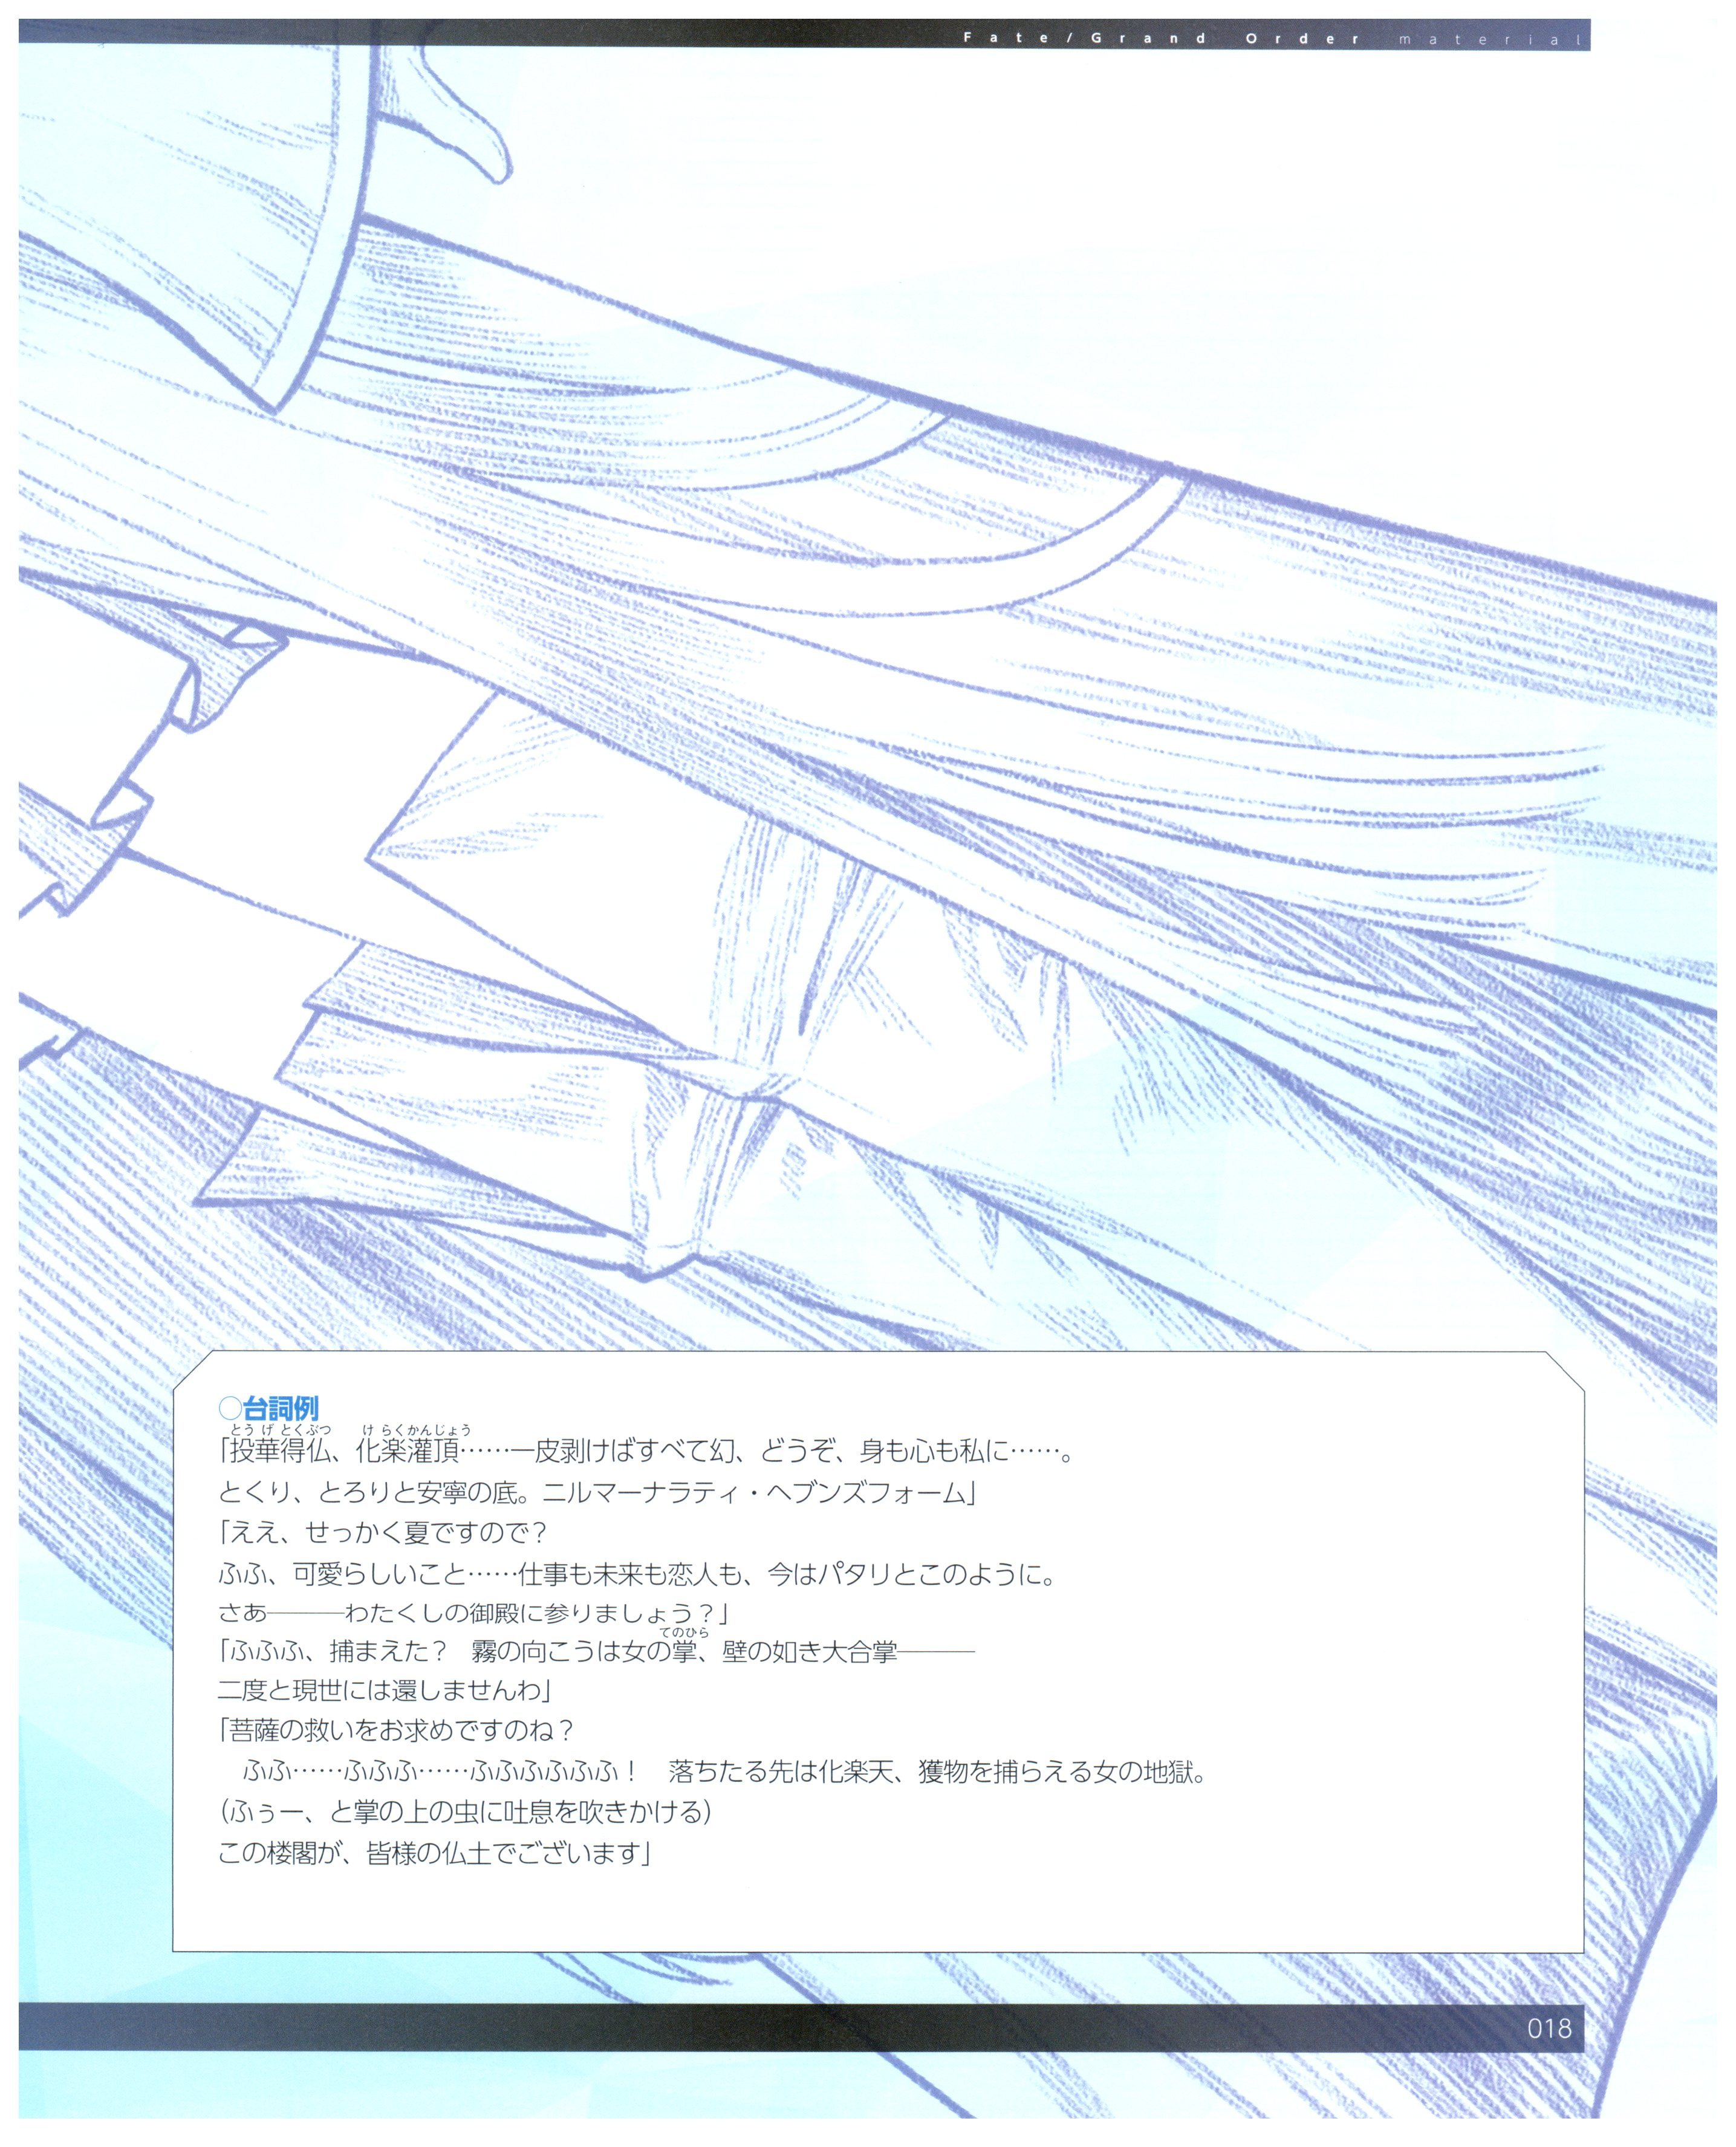 Fate/Grand Order material
○台詞例
「投華得仏、化楽灌頂……一皮剥けばすべて幻、どうぞ、身も心も私に……。
とうげとくぶつ けらくかんじょう
とくり、とろりと安寧の底。ニルマーナラティ・ヘブンズフォーム」
「ええ、せっかく夏ですので？
ふふ、可愛らしいこと……仕事も未来も恋人も、今はパタリとこのように。
さあ―――わたくしの御殿に参りましょう？」
「ふふふ、捕まえた？　霧の向こうは女の掌、壁の如き大合掌―――
てのひら
二度と現世には還しませんわ」
「菩薩の救いをお求めですのね？
　ふふ……ふふふ……ふふふふふふ！　落ちたる先は化楽天、獲物を捕らえる女の地獄。
（ふぅー、と掌の上の虫に吐息を吹きかける）
この楼閣が、皆様の仏土でございます」
018